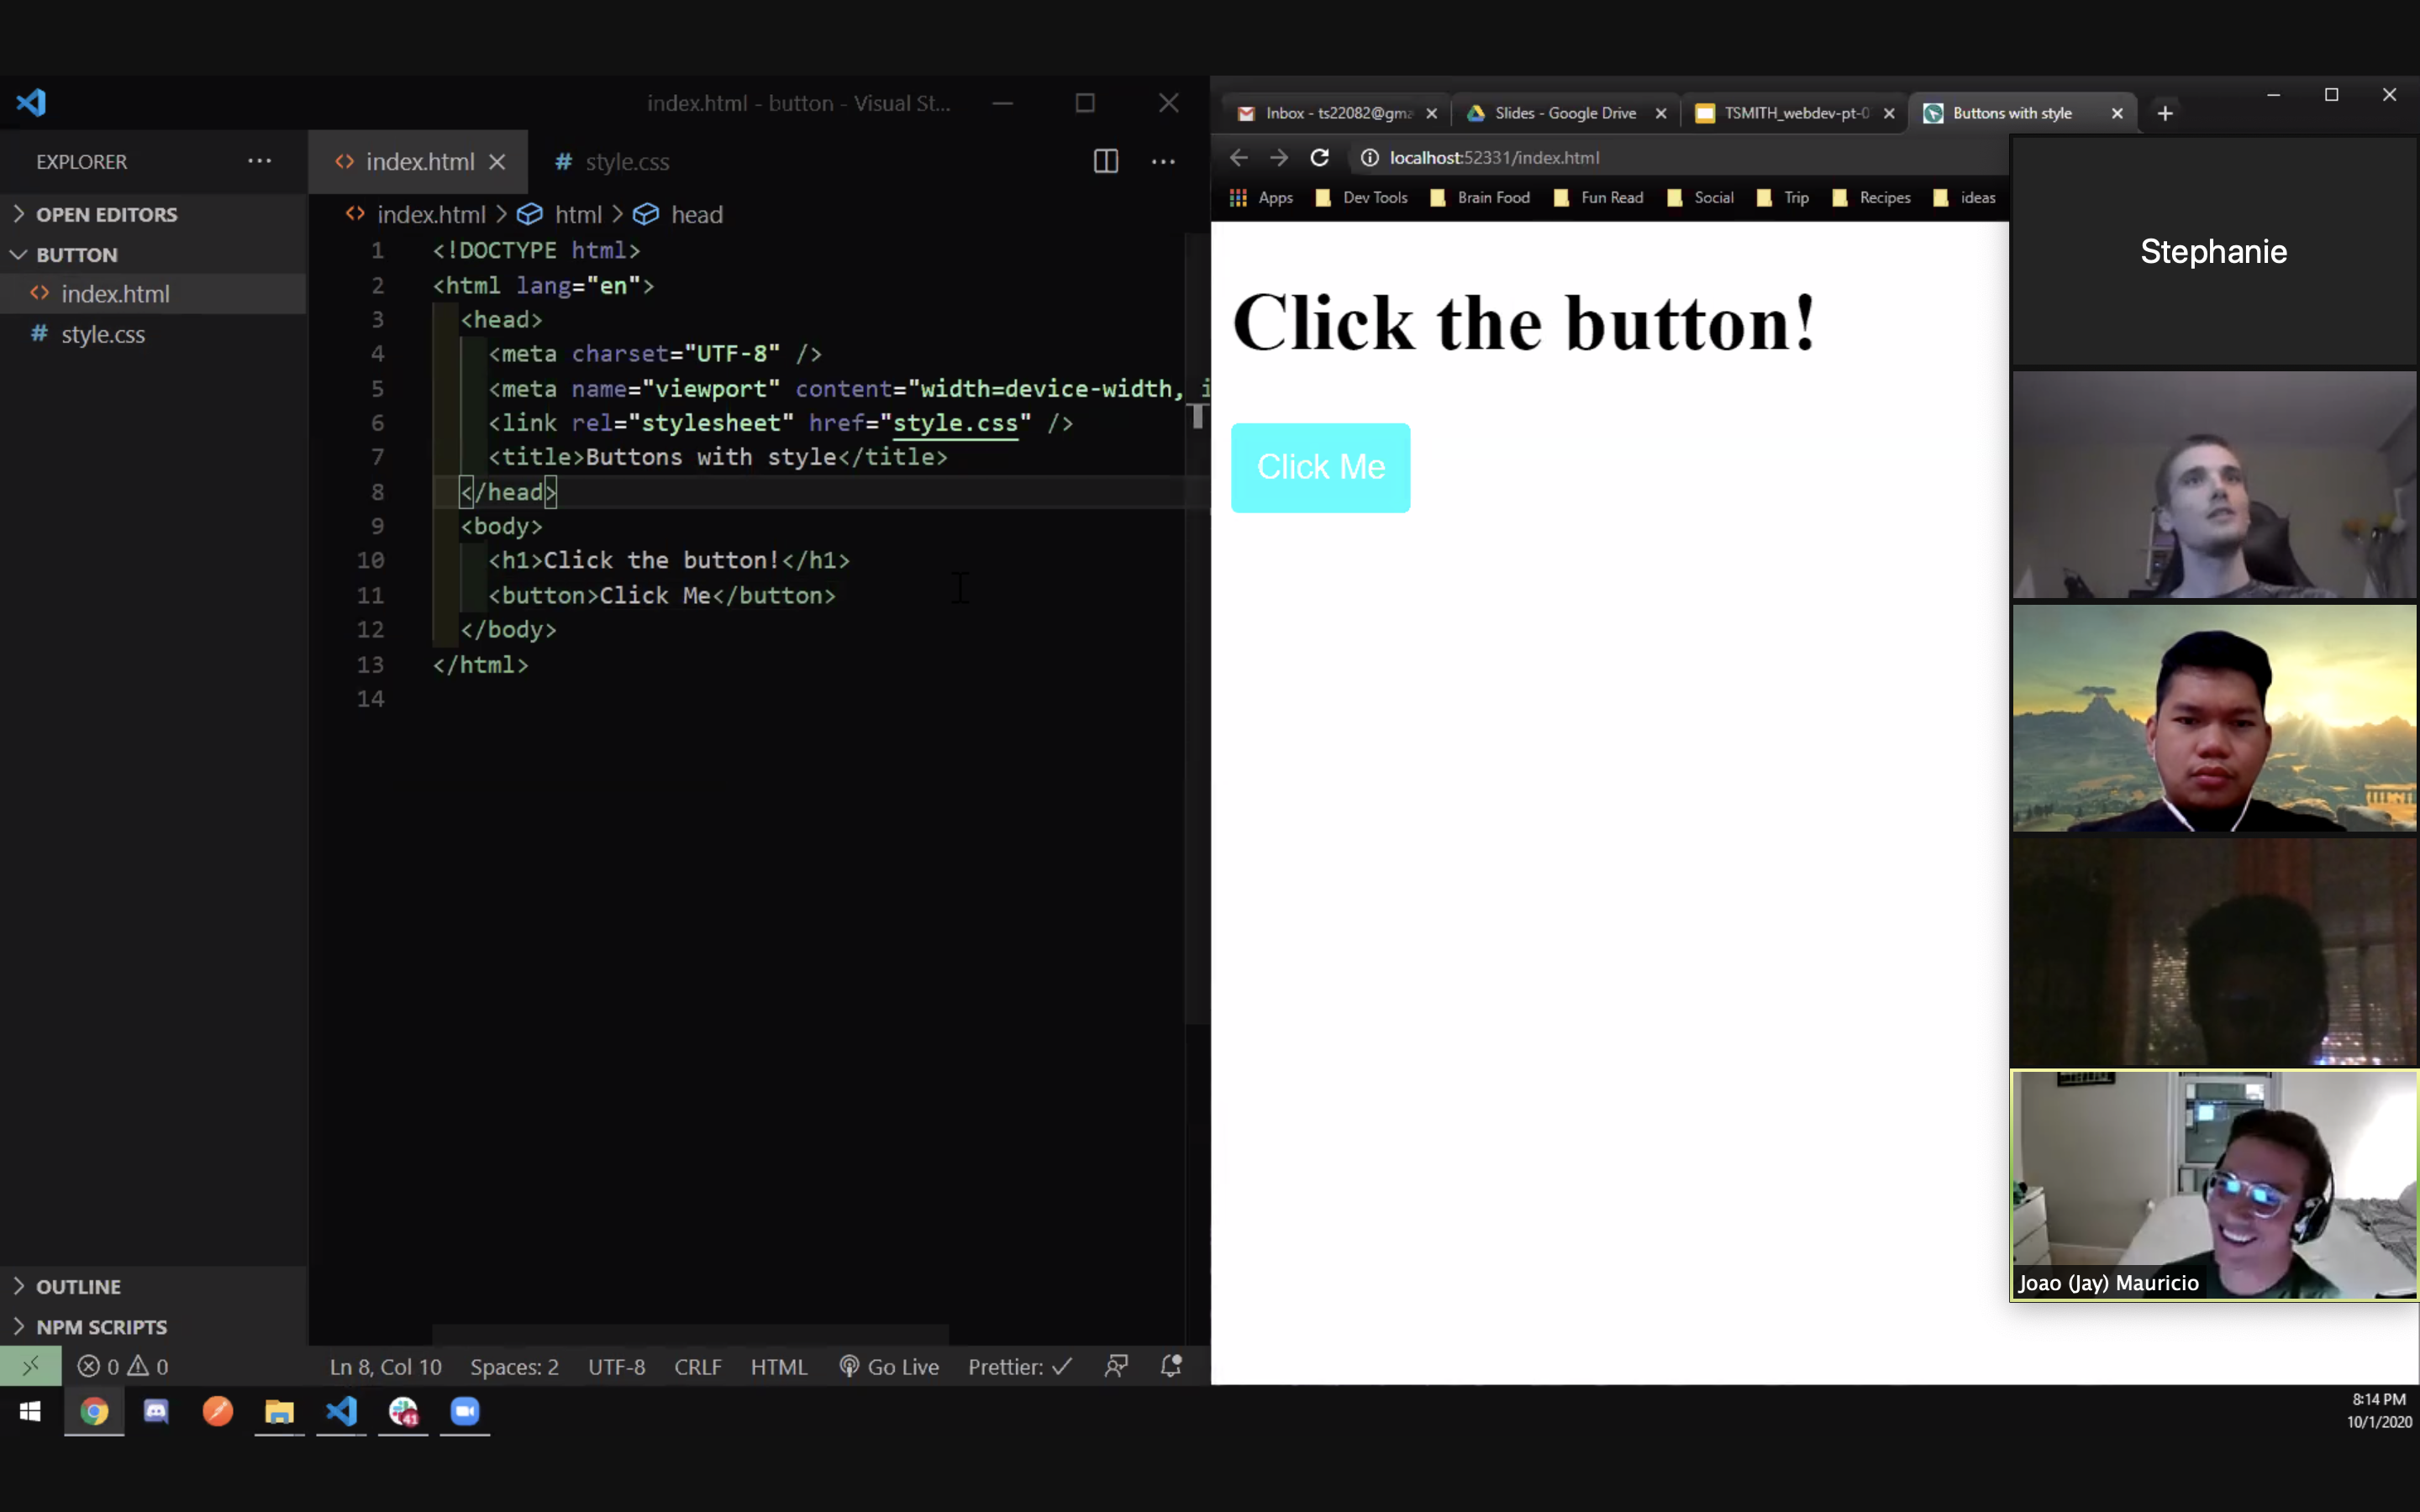 index.html - button - Visual St...
EXPLORER
index.html
style.css
OPEN EDITORS
BUTTON
index.html
style.css
index.html > html > head
1 <!DOCTYPE html>
2 <html lang="en">
3 <head>
4 <meta charset="UTF-8" />
5 <meta name="viewport" content="width=device-width, i
6 <link rel="stylesheet" href="style.css" />
7 <title>Buttons with style</title>
8 </head>
9 <body>
10 <h1>Click the button!</h1>
11 <button>Click Me</button>
12 </body>
13 </html>
14
OUTLINE
NPM SCRIPTS
0 0
Ln 8, Col 10
Spaces: 2
UTF-8
CRLF
HTML
Go Live
Prettier: ✓
41
Inbox - ts22082@gma
Slides - Google Drive
TSMITH_webdev-pt-0
Buttons with style
localhost:52331/index.html
Apps
Dev Tools
Brain Food
Fun Read
Social
Trip
Recipes
ideas
Click the button!
Click Me
Stephanie
Joao (Jay) Mauricio
8:14 PM
10/1/2020